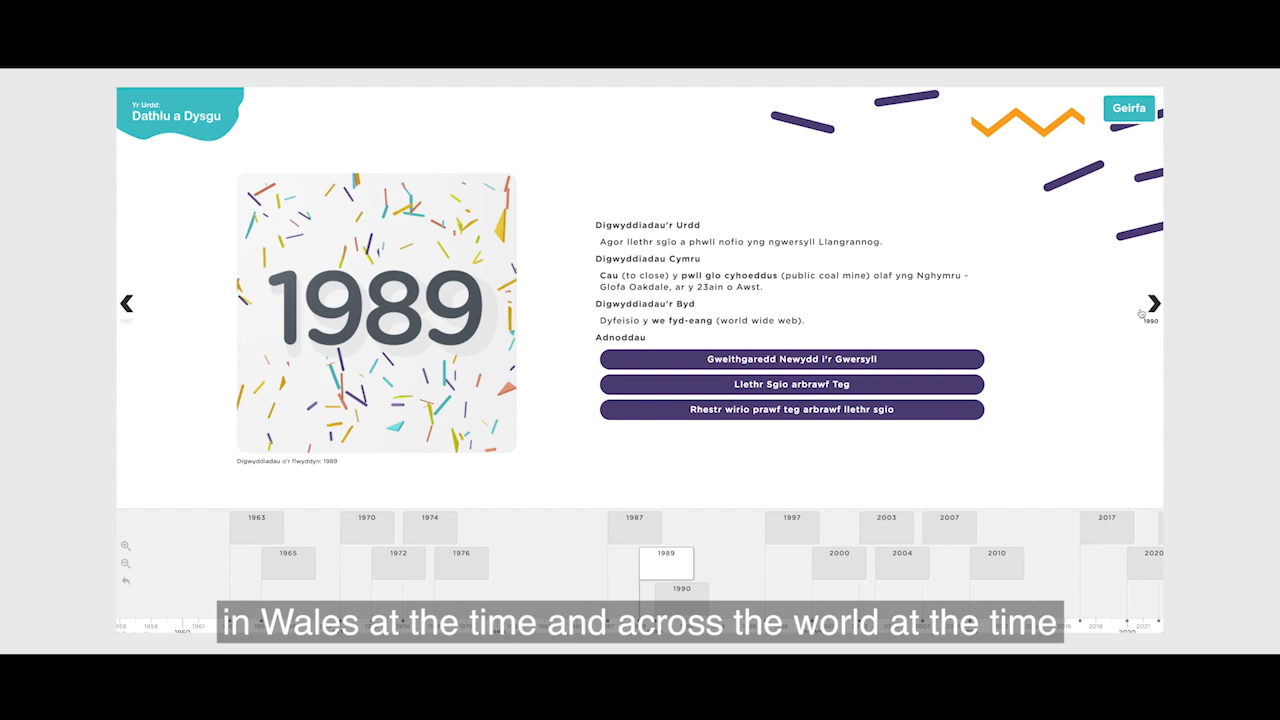 Yr Urdd:
Dathlu a Dysgu
Geirfa
1989
Digwyddiadau o'r flwyddyn: 1989
Digwyddiadau'r Urdd
Agor llethr sgïo a phwll nofio yng ngwersyll Llangrannog.
Digwyddiadau Cymru
Cau (to close) y pwll glo cyhoeddus (public coal mine) olaf yng Nghymru -
Glofa Oakdale, ar y 23ain o Awst.
Digwyddiadau'r Byd
Dyfeisio y we fyd-eang (world wide web).
Adnoddau
Gweithgaredd Newydd i'r Gwersyll
Llethr Sgio arbrawf Teg
Rhestr wirio prawf teg arbrawf llethr sgio
1987
1990
1963 1970 1974 1987 1997 2003 2007 2017
1965 1972 1976 1989 2000 2004 2010 2020
1990
1958 1961 2018 2021
in Wales at the time and across the world at the time